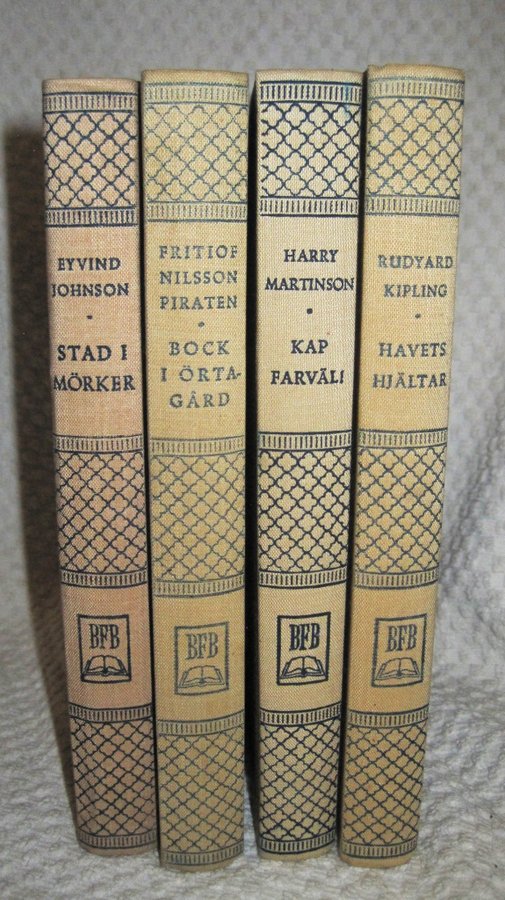 EYVIND
JOHNSON
STAD I
MÖRKER
BFB
FRITIOF
NILSSON
PIRATEN
BOCK
I ÖRTA-
GÅRD
BFB
HARRY
MARTINSON
KAP
FARVÄL!
BFB
RUDYARD
KIPLING
HAVETS
HJÄLTAR
BFB